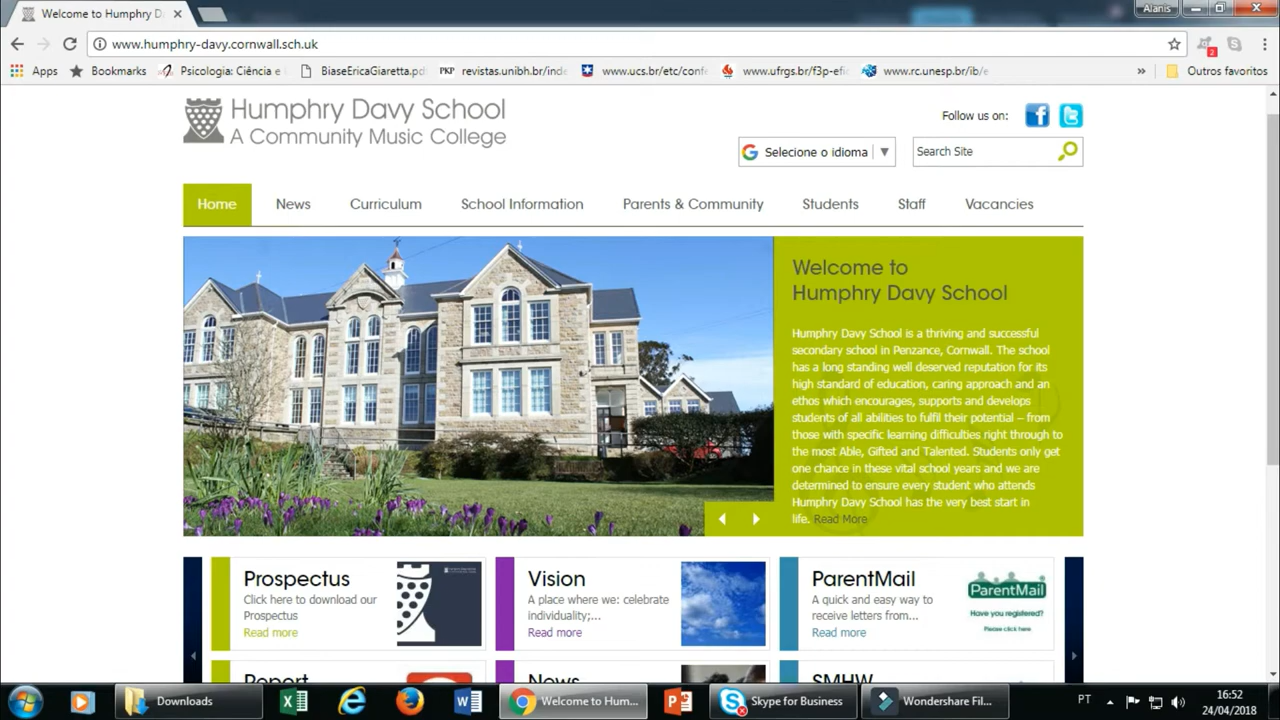 Welcome to Humphry D
Alanis
www.humphry-davy.cornwall.sch.uk
2
Apps
Bookmarks
Psicologia: Ciência e
BiaseEricaGiaretta.pd
PKP revistas.unibh.br/inde
www.ucs.br/etc/confe
www.ufrgs.br/f3p-efi
www.rc.unesp.br/ib/e
»
Outros favoritos
Humphry Davy School
A Community Music College
Follow us on:
Selecione o idioma
Search Site
Home
News
Curriculum
School Information
Parents & Community
Students
Staff
Vacancies
Welcome to
Humphry Davy School
Humphry Davy School is a thriving and successful
secondary school in Penzance, Cornwall. The school
has a long standing well deserved reputation for its
high standard of education, caring approach and an
ethos which encourages, supports and develops
students of all abilities to fulfil their potential – from
those with specific learning difficulties right through to
the most Able, Gifted and Talented. Students only get
one chance in these vital school years and we are
determined to ensure every student who attends
Humphry Davy School has the very best start in
life. Read More
Prospectus
Click here to download our
Prospectus
Read more
Vision
A place where we: celebrate
individuality;...
Read more
ParentMail
A quick and easy way to
receive letters from...
Read more
ParentMail
Have you registered?
Please click here
Report
News
SMHW
Downloads
Welcome to Hum...
Skype for Business
Wondershare Fil...
PT
16:52
24/04/2018